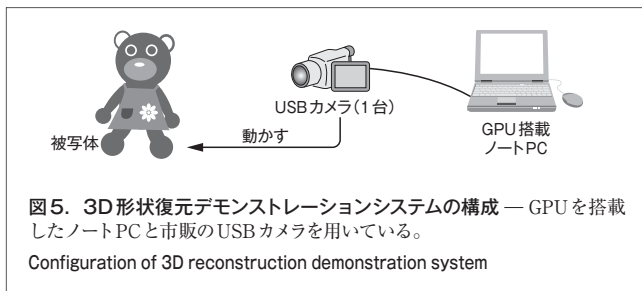 USBカメラ(1台)
被写体
動かす
GPU搭載
ノートPC
図5. 3D形状復元デモンストレーションシステムの構成 — GPUを搭載
したノートPCと市販のUSBカメラを用いている。
Configuration of 3D reconstruction demonstration system